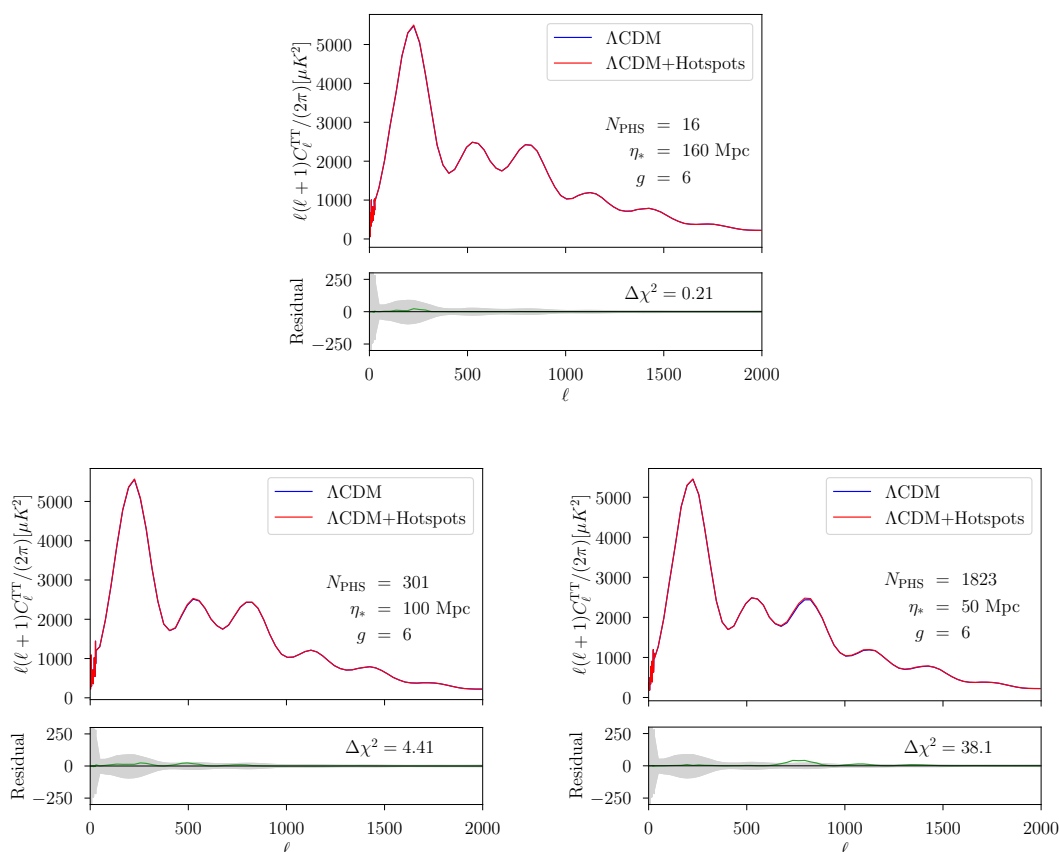 ℓ(ℓ + 1)C_ℓ^TT/(2π)[μK²]
5000
4000
3000
2000
1000
0
ΛCDM
ΛCDM+Hotspots
N_PHS = 16
η_* = 160 Mpc
g = 6
Residual
250
0
−250
Δχ² = 0.21
0 500 1000 1500 2000
ℓ
ℓ(ℓ + 1)C_ℓ^TT/(2π)[μK²]
5000
4000
3000
2000
1000
0
ΛCDM
ΛCDM+Hotspots
N_PHS = 301
η_* = 100 Mpc
g = 6
Residual
250
0
−250
Δχ² = 4.41
0 500 1000 1500 2000
ℓ
ℓ(ℓ + 1)C_ℓ^TT/(2π)[μK²]
5000
4000
3000
2000
1000
0
ΛCDM
ΛCDM+Hotspots
N_PHS = 1823
η_* = 50 Mpc
g = 6
Residual
250
0
−250
Δχ² = 38.1
0 500 1000 1500 2000
ℓ